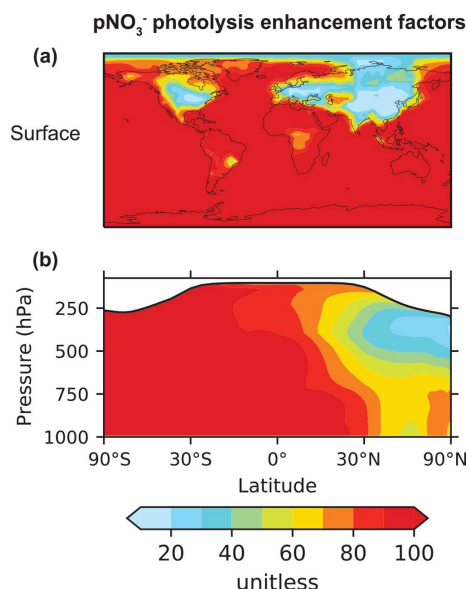 pNO₃⁻ photolysis enhancement factors
(a)
Surface
(b)
Pressure (hPa)
250
500
750
1000
90°S 30°S 0° 30°N 90°N
Latitude
20 40 60 80 100
unitless